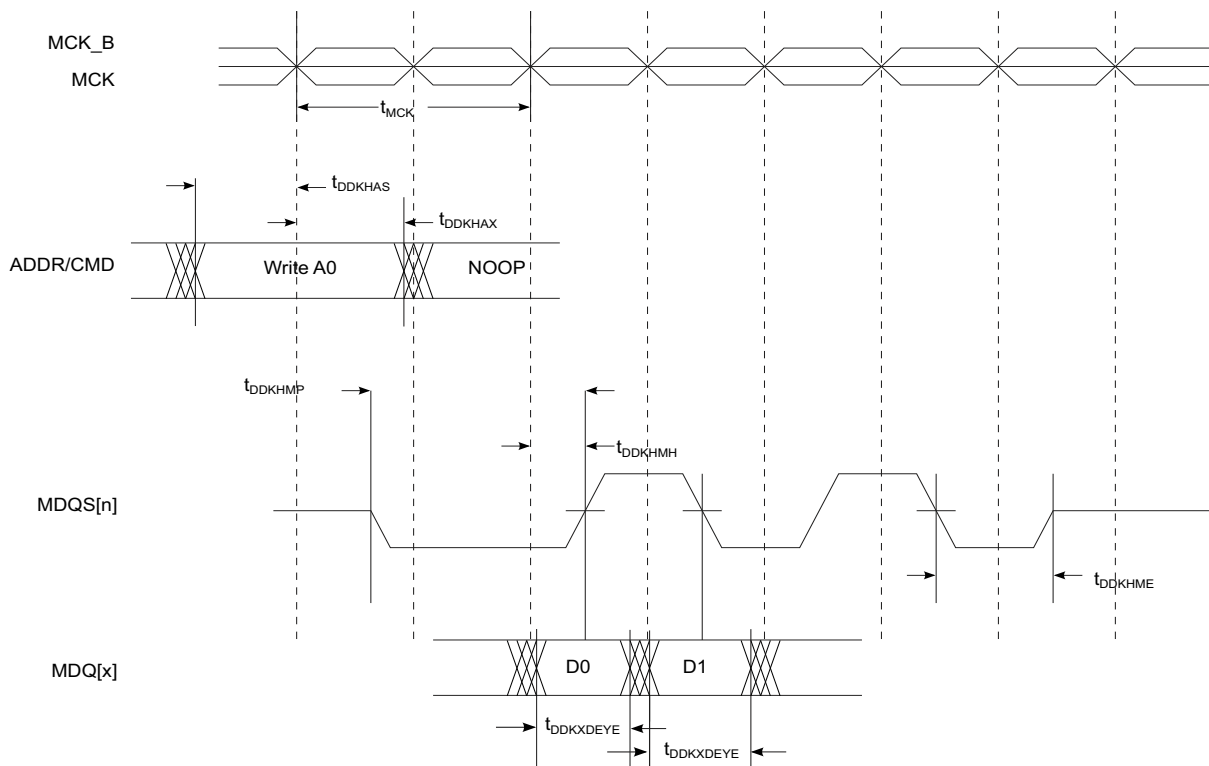 MCK_B
MCK
tMCK
tDDKHAS
tDDKHAX
ADDR/CMD
Write A0
NOOP
tDDKHMP
tDDKHMH
MDQS[n]
tDDKHME
MDQ[x]
D0
D1
tDDKXDEYE
tDDKXDEYE